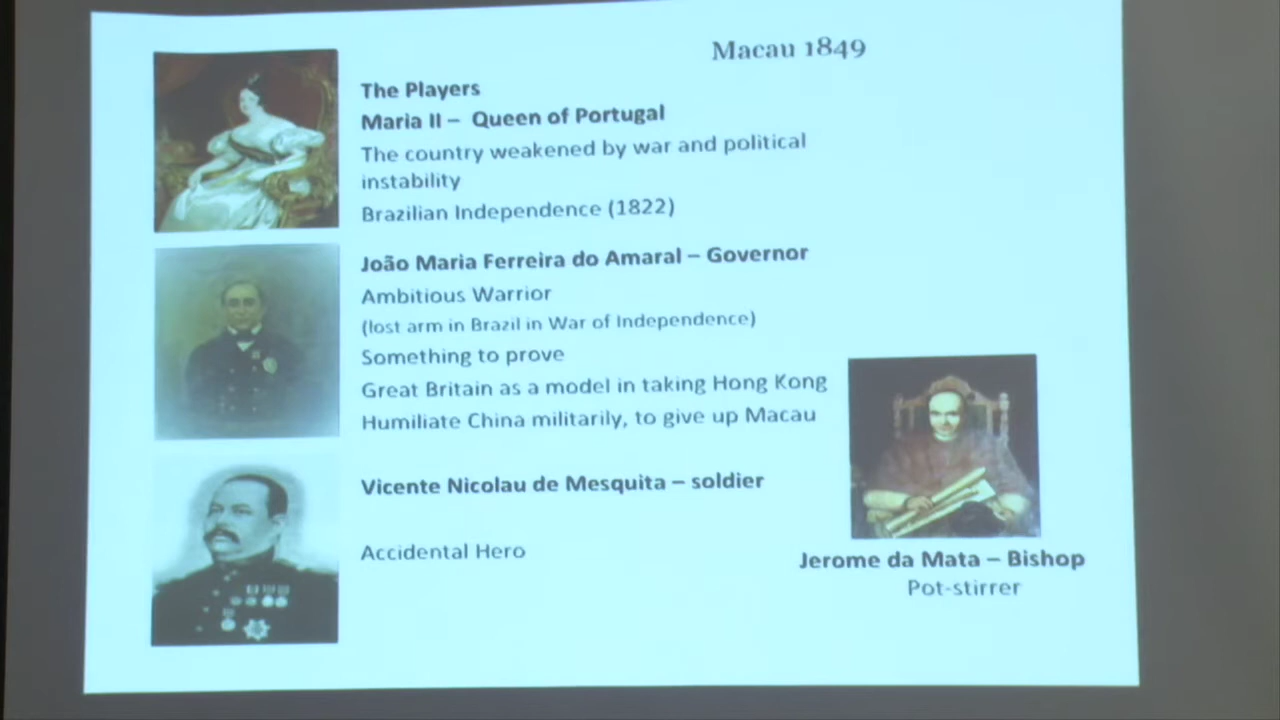 Macau 1849
The Players
Maria II – Queen of Portugal
The country weakened by war and political
instability
Brazilian Independence (1822)
João Maria Ferreira do Amaral – Governor
Ambitious Warrior
(lost arm in Brazil in War of Independence)
Something to prove
Great Britain as a model in taking Hong Kong
Humiliate China militarily, to give up Macau
Vicente Nicolau de Mesquita – soldier
Accidental Hero
Jerome da Mata – Bishop
Pot-stirrer